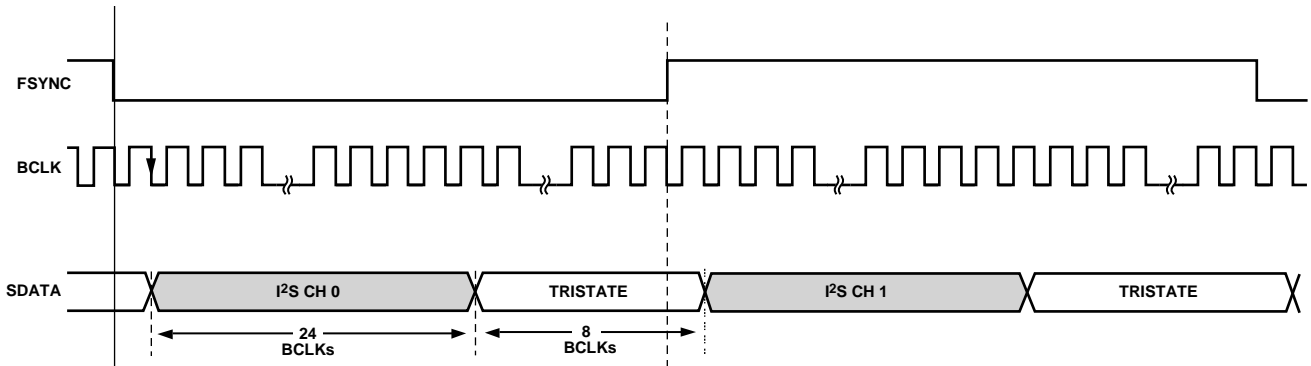 FSYNC
BCLK
SDATA
I²S CH 0
TRISTATE
I²S CH 1
TRISTATE
24
BCLKs
8
BCLKs